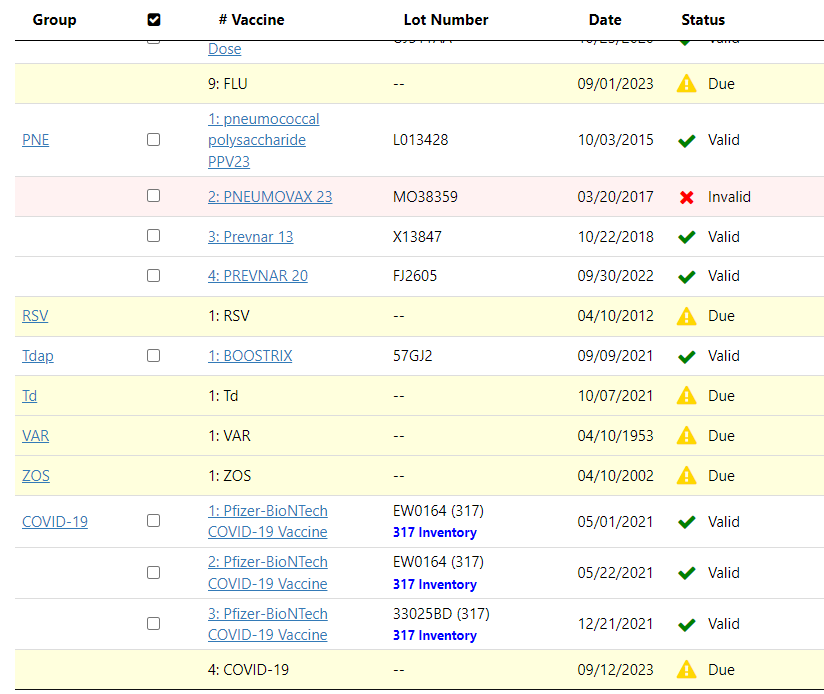 Group # Vaccine Lot Number Date Status
Dose
9: FLU -- 09/01/2023 Due
1: pneumococcal
PNE polysaccharide L013428 10/03/2015 Valid
PPV23
2: PNEUMOVAX 23 MO38359 03/20/2017 Invalid
3: Prevnar 13 X13847 10/22/2018 Valid
4: PREVNAR 20 FJ2605 09/30/2022 Valid
RSV 1: RSV -- 04/10/2012 Due
Tdap 1: BOOSTRIX 57GJ2 09/09/2021 Valid
Td 1: Td -- 10/07/2021 Due
VAR 1: VAR -- 04/10/1953 Due
ZOS 1: ZOS -- 04/10/2002 Due
1: Pfizer-BioNTech EW0164 (317)
COVID-19 05/01/2021 Valid
COVID-19 Vaccine 317 Inventory
2: Pfizer-BioNTech EW0164 (317)
05/22/2021 Valid
COVID-19 Vaccine 317 Inventory
3: Pfizer-BioNTech 33025BD (317)
12/21/2021 Valid
COVID-19 Vaccine 317 Inventory
4: COVID-19 -- 09/12/2023 Due